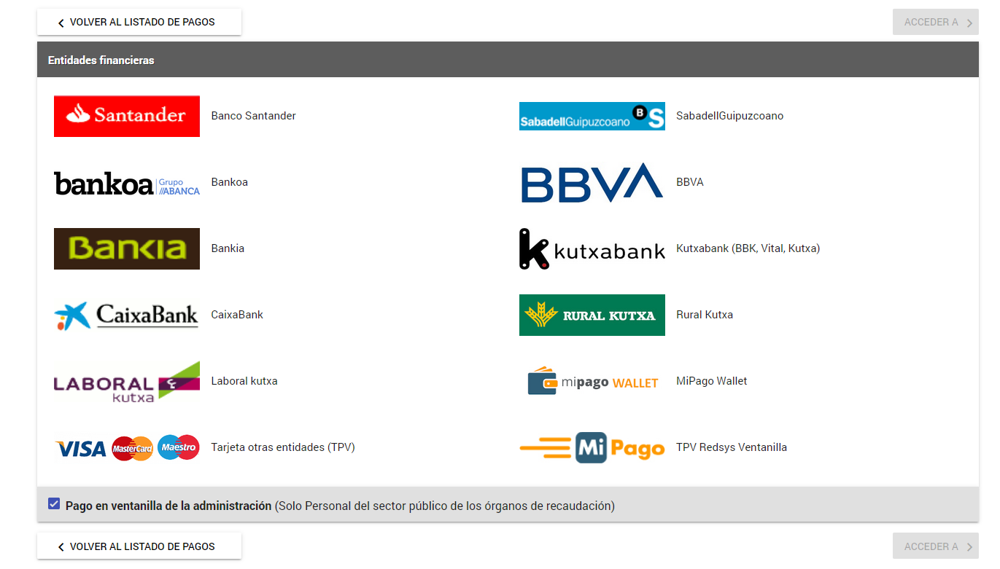 VOLVER AL LISTADO DE PAGOS
ACCEDER A
Entidades financieras
Santander
Banco Santander
SabadellGuipuzcoano B S
SabadellGuipuzcoano
bankoa Grupo //ABANCA
Bankoa
BBVA
BBVA
Bankia
Bankia
kutxabank
Kutxabank (BBK, Vital, Kutxa)
CaixaBank
CaixaBank
RURAL KUTXA
Rural Kutxa
LABORAL
kutxa
Laboral kutxa
mipago WALLET
MiPago Wallet
VISA MasterCard Maestro
Tarjeta otras entidades (TPV)
Mi Pago
TPV Redsys Ventanilla
Pago en ventanilla de la administración (Solo Personal del sector público de los órganos de recaudación)
VOLVER AL LISTADO DE PAGOS
ACCEDER A